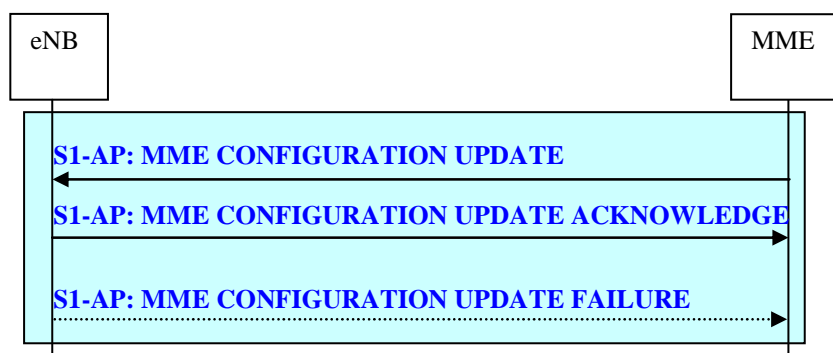 eNB
MME
S1-AP: MME CONFIGURATION UPDATE
S1-AP: MME CONFIGURATION UPDATE ACKNOWLEDGE
S1-AP: MME CONFIGURATION UPDATE FAILURE